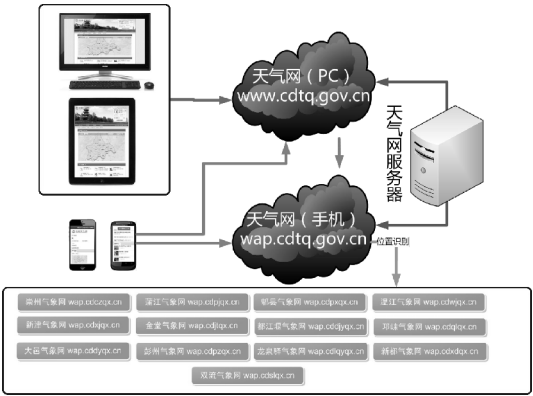 天气网（PC）
www.cdtq.gov.cn
天气网服务器
天气网（手机）
wap.cdtq.gov.cn
位置识别
崇州气象网 wap.cdczqx.cn
蒲江气象网 wap.cdpjqx.cn
郫县气象网 wap.cdpxqx.cn
温江气象网 wap.cdwjqx.cn
新津气象网 wap.cdxjqx.cn
金堂气象网 wap.cdjtqx.cn
都江堰气象网 wap.cddjyqx.cn
邛崃气象网 wap.cdqlqx.cn
大邑气象网 wap.cddyqx.cn
彭州气象网 wap.cdpzqx.cn
龙泉驿气象网 wap.cdlqyqx.cn
新都气象网 wap.cdxdqx.cn
双流气象网 wap.cdslqx.cn